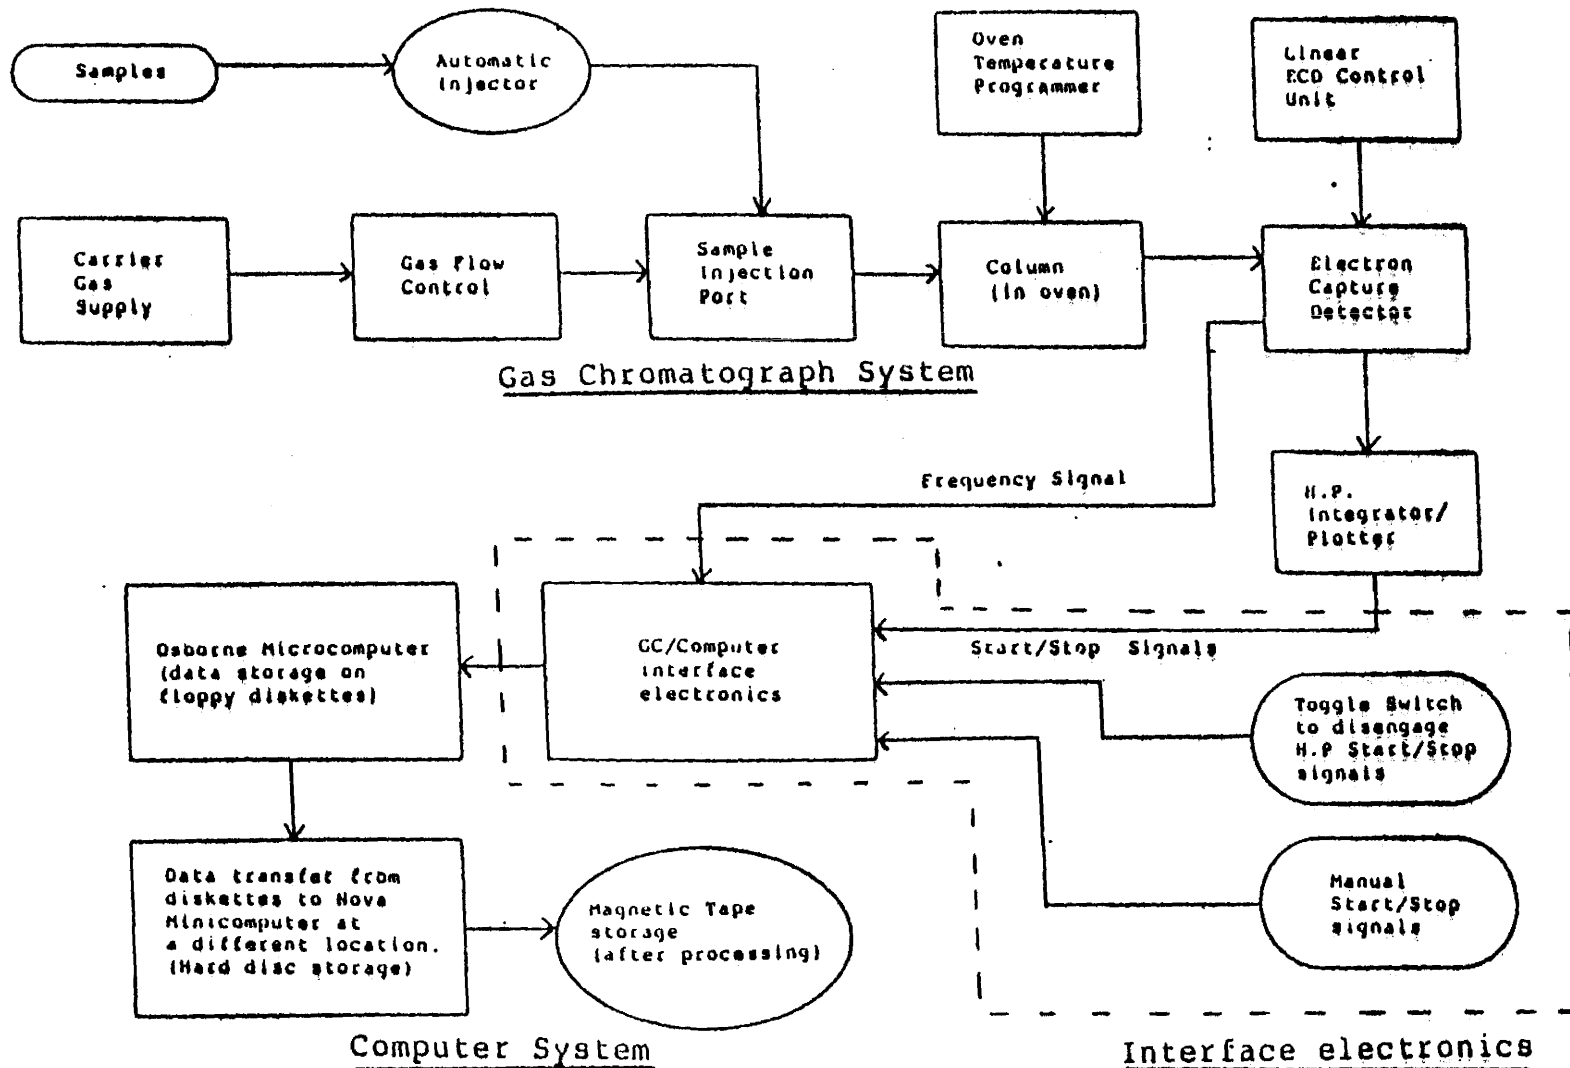 Samples
Automatic
Injector
Oven
Temperature
Programmer
Linear
ECD Control
Unit
Carrier
Gas
Supply
Gas Flow
Control
Sample
Injection
Port
Column
(in oven)
Electron
Capture
Detector
Gas Chromatograph System
Frequency Signal
H.P.
Integrator/
Plotter
Osborne Microcomputer
(data storage on
floppy diskettes)
GC/Computer
interface
electronics
Start/Stop Signals
Toggle Switch
to disengage
H.P Start/Stop
signals
Data transfer from
diskettes to Nova
Minicomputer at
a different location.
(Hard disc storage)
Magnetic Tape
storage
(after processing)
Manual
Start/Stop
signals
Computer System
Interface electronics